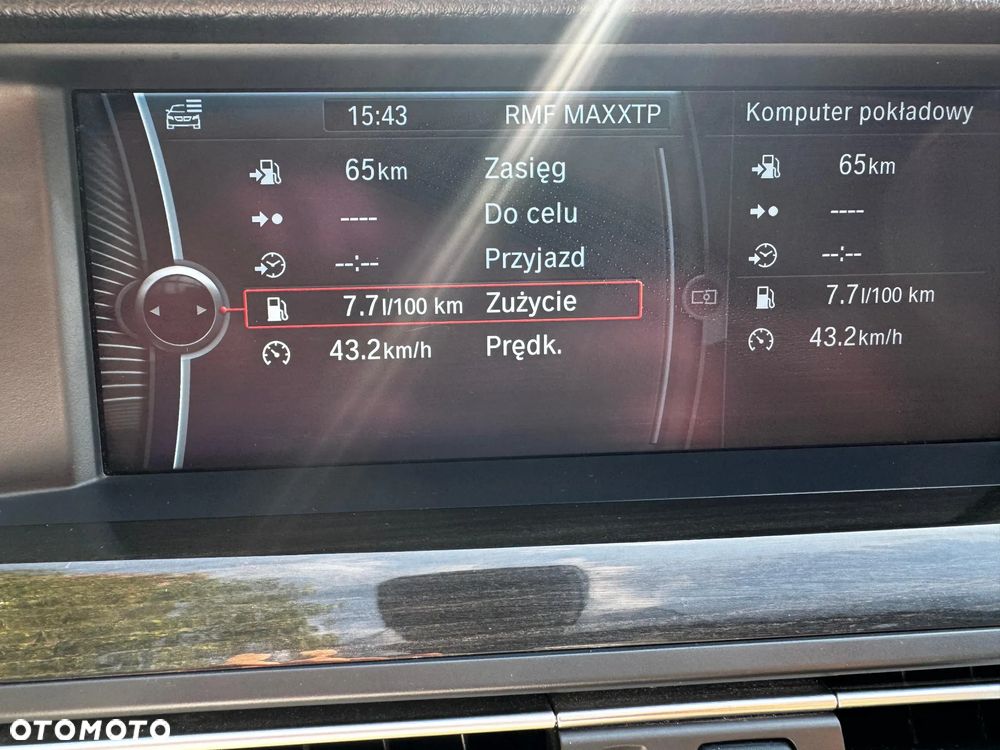 15:43 RMF MAXXTP Komputer pokładowy
65km Zasięg 65km
---- Do celu ----
--:-- Przyjazd --:--
7.7l/100 km Zużycie 7.7l/100 km
43.2km/h Prędk. 43.2km/h
OTOMOTO